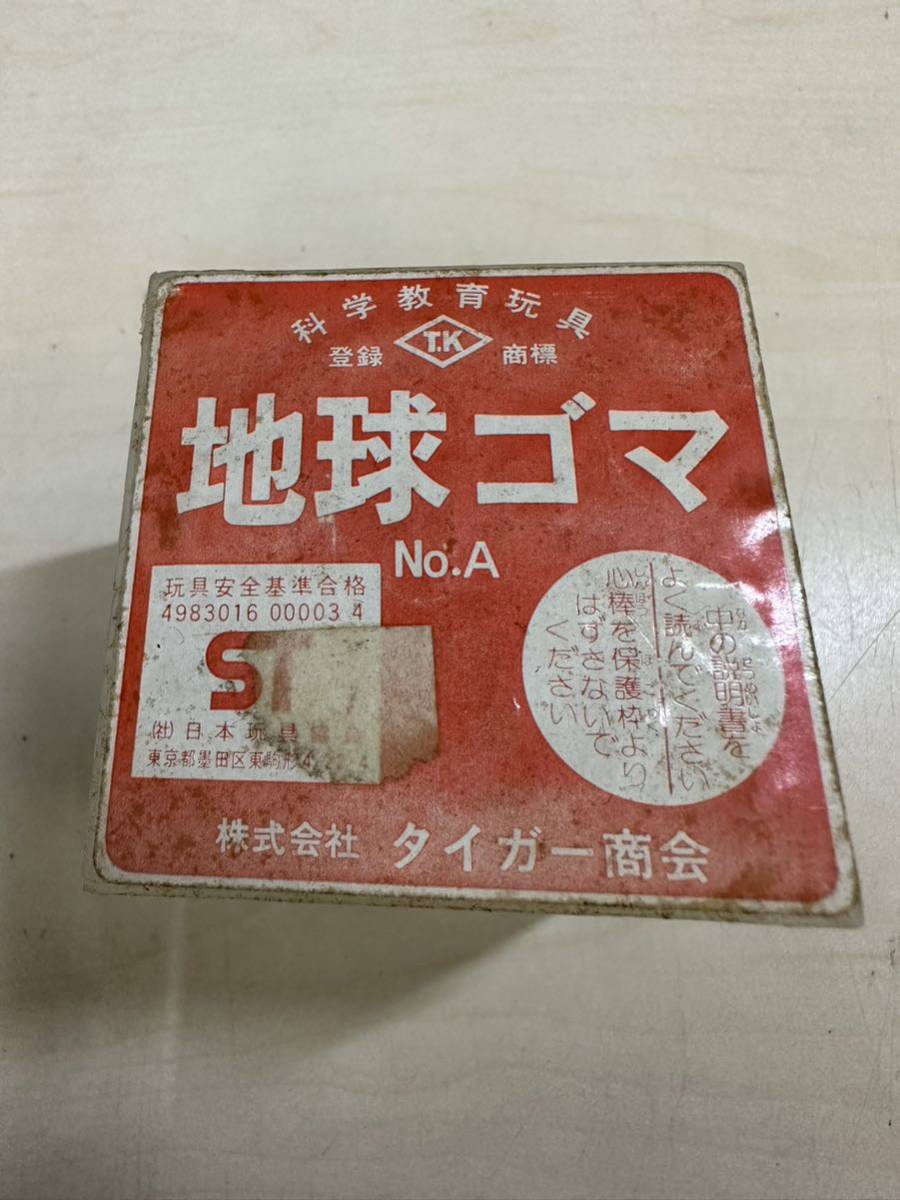 科学教育玩具
登録 T.K 商標
地球ゴマ
No.A
玩具安全基準合格
4983016 00003 4
ST
(社)日本玩具
東京都墨田区東駒形4
中の説明書を
よく読んでください
心棒を保護枠より
はずさないで
ください
株式会社 タイガー商会